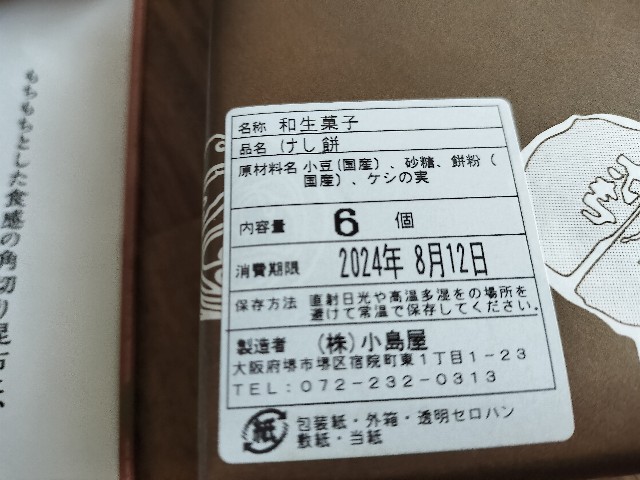 もちもちとした食感の角切り昆布に、
名称 和生菓子
品名 けし餅
原材料名 小豆(国産)、砂糖、餅粉(
国産)、ケシの実
内容量 6 個
消費期限 2024年 8月12日
保存方法 直射日光や高温多湿をの場所を
避けて常温で保存してください。
製造者 (株)小島屋
大阪府堺市堺区宿院町東1丁目1-23
TEL:072-232-0313
紙 包装紙・外箱・透明セロハン
敷紙・当紙